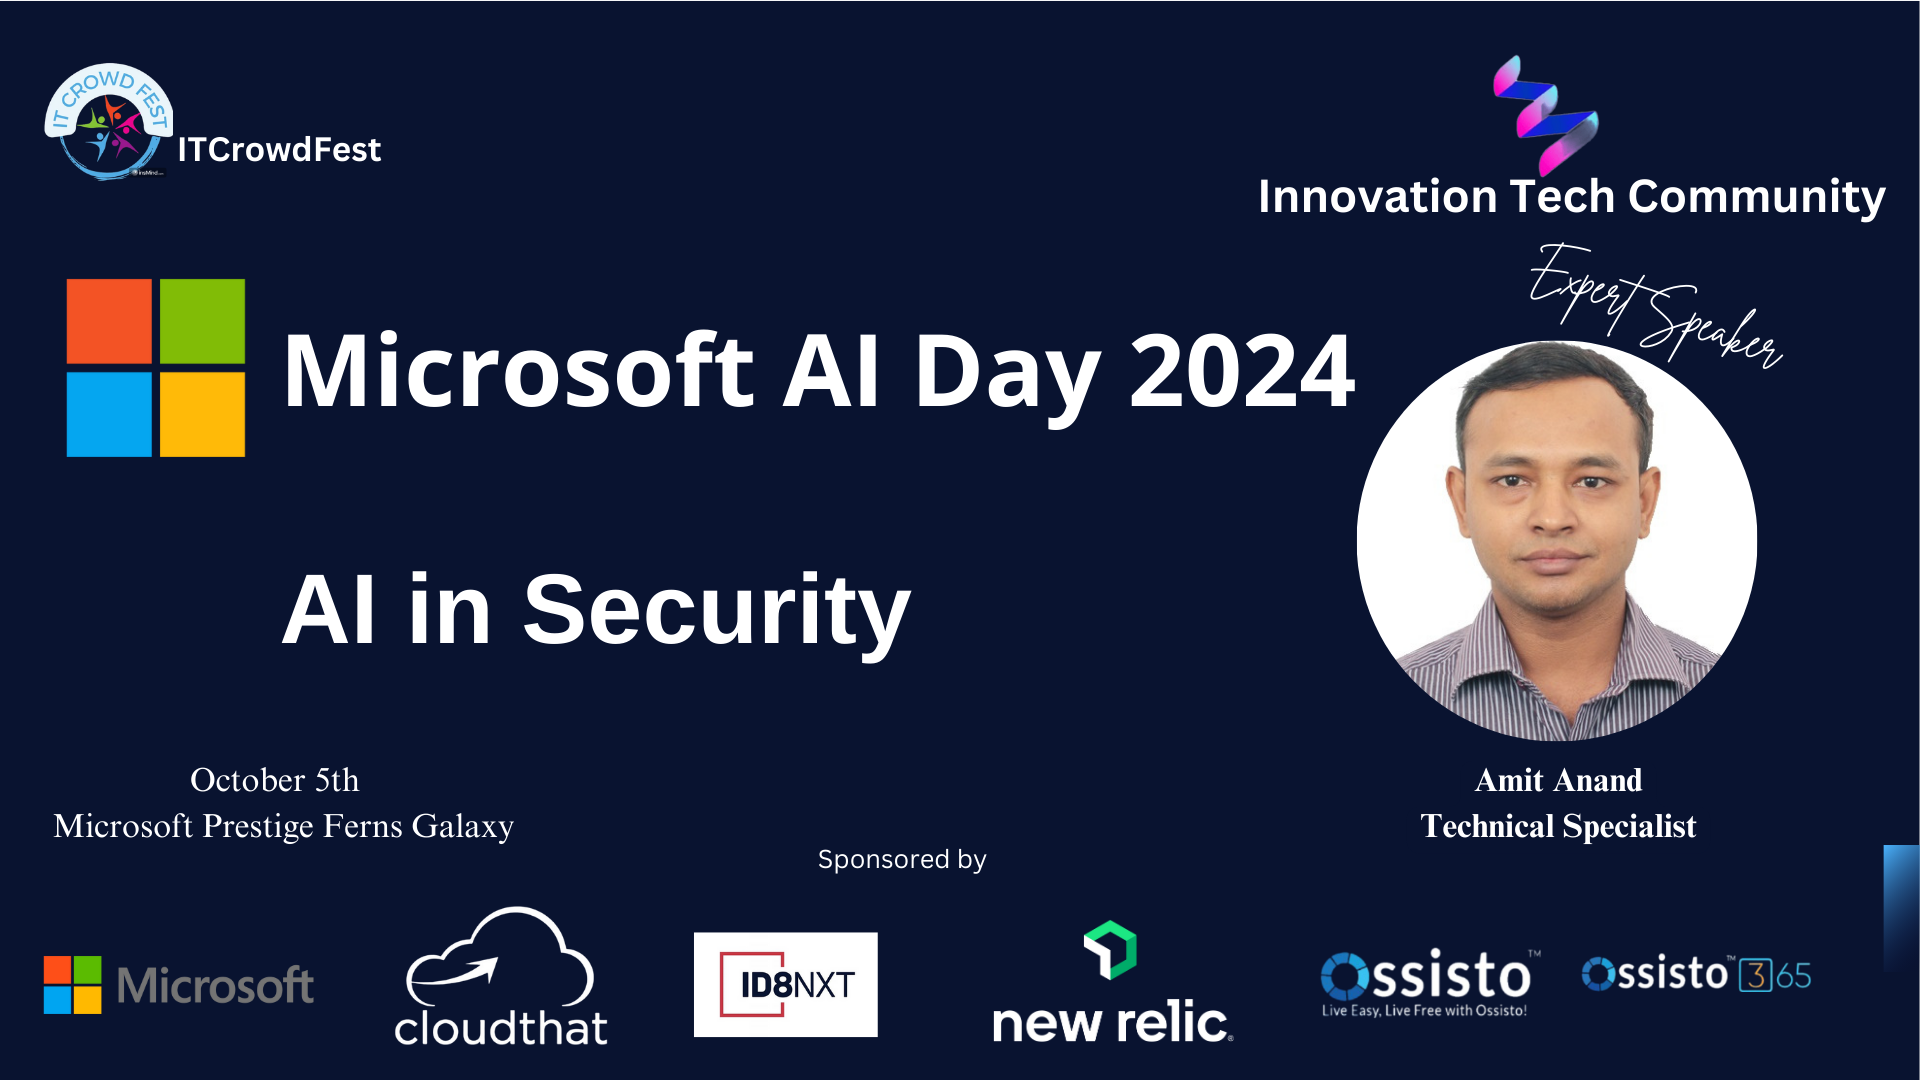 IT CROWD FEST
ITCrowdFest
Innovation Tech Community
Expert Speaker
Microsoft AI Day 2024
AI in Security
October 5th
Microsoft Prestige Ferns Galaxy
Amit Anand
Technical Specialist
Sponsored by
Microsoft
cloudthat
ID8NXT
new relic®
Ossisto™
Live Easy, Live Free with Ossisto!
Ossisto™ 365